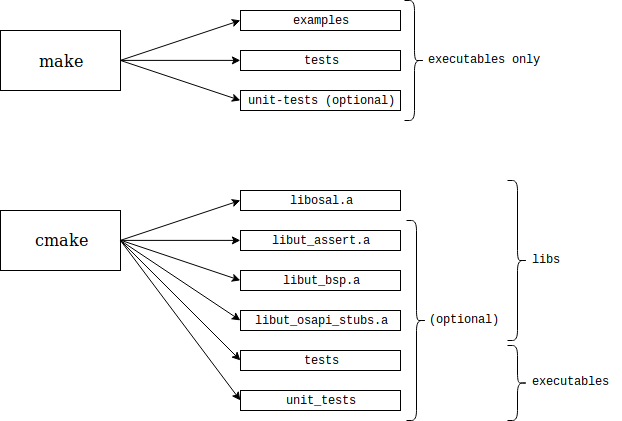 make
examples
tests
unit-tests (optional)
executables only
cmake
libosal.a
libut_assert.a
libut_bsp.a
libut_osapi_stubs.a
tests
unit_tests
(optional)
libs
executables